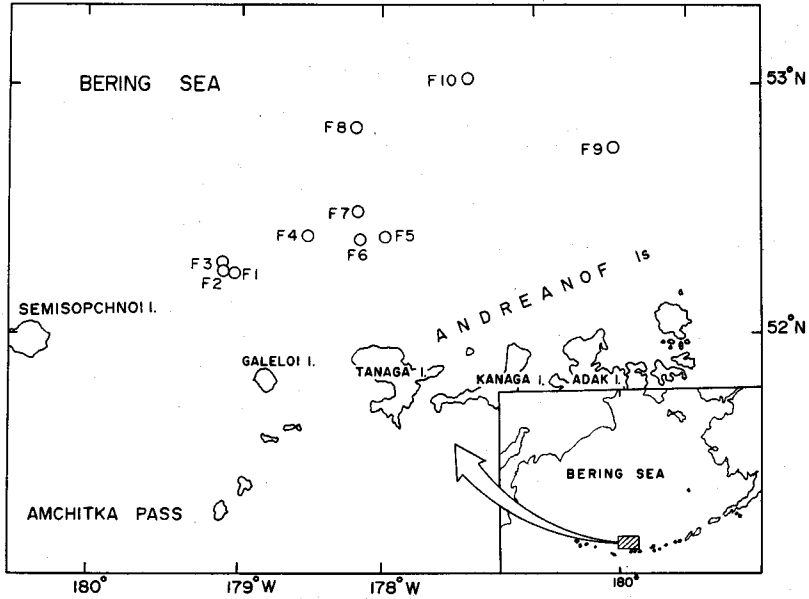 BERING SEA
53°N
F10
F8
F9
F7
F4
F5
F6
F3
F1
F2
ANDREANOF Is
SEMISOPCHNOI I.
52°N
GALELOI I.
TANAGA I.
KANAGA I.
ADAK I.
BERING SEA
AMCHITKA PASS
180°
179°W
178°W
180°